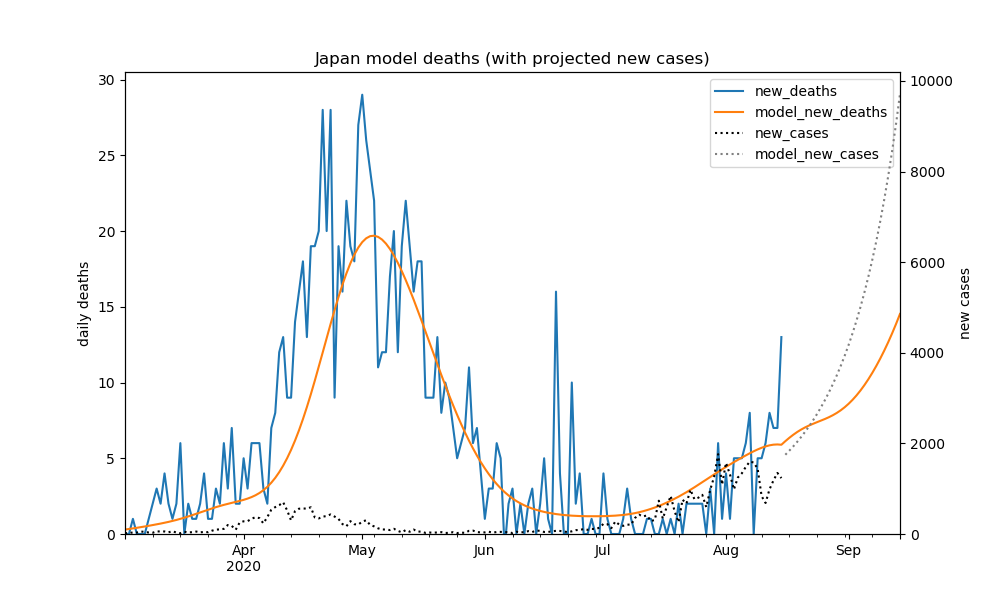 Japan model deaths (with projected new cases)
30
25
20
15
10
5
0
daily deaths
10000
8000
6000
4000
2000
0
new cases
new_deaths
model_new_deaths
new_cases
model_new_cases
Apr May Jun Jul Aug Sep
2020